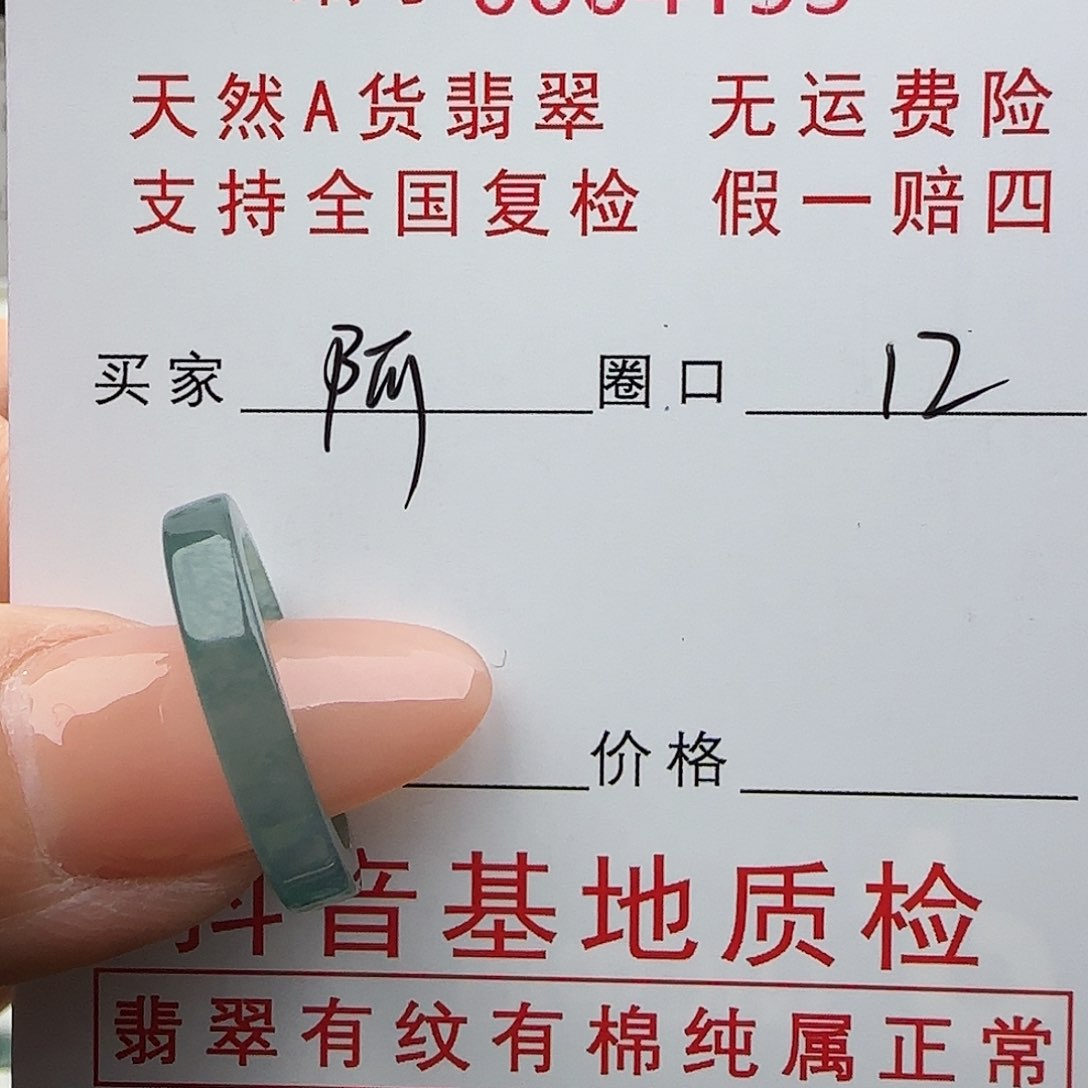 天然A货翡翠 无运费险
支持全国复检 假一赔四
买家 阿 圈口 12
价格
抖音基地质检
翡翠有纹有棉纯属正常